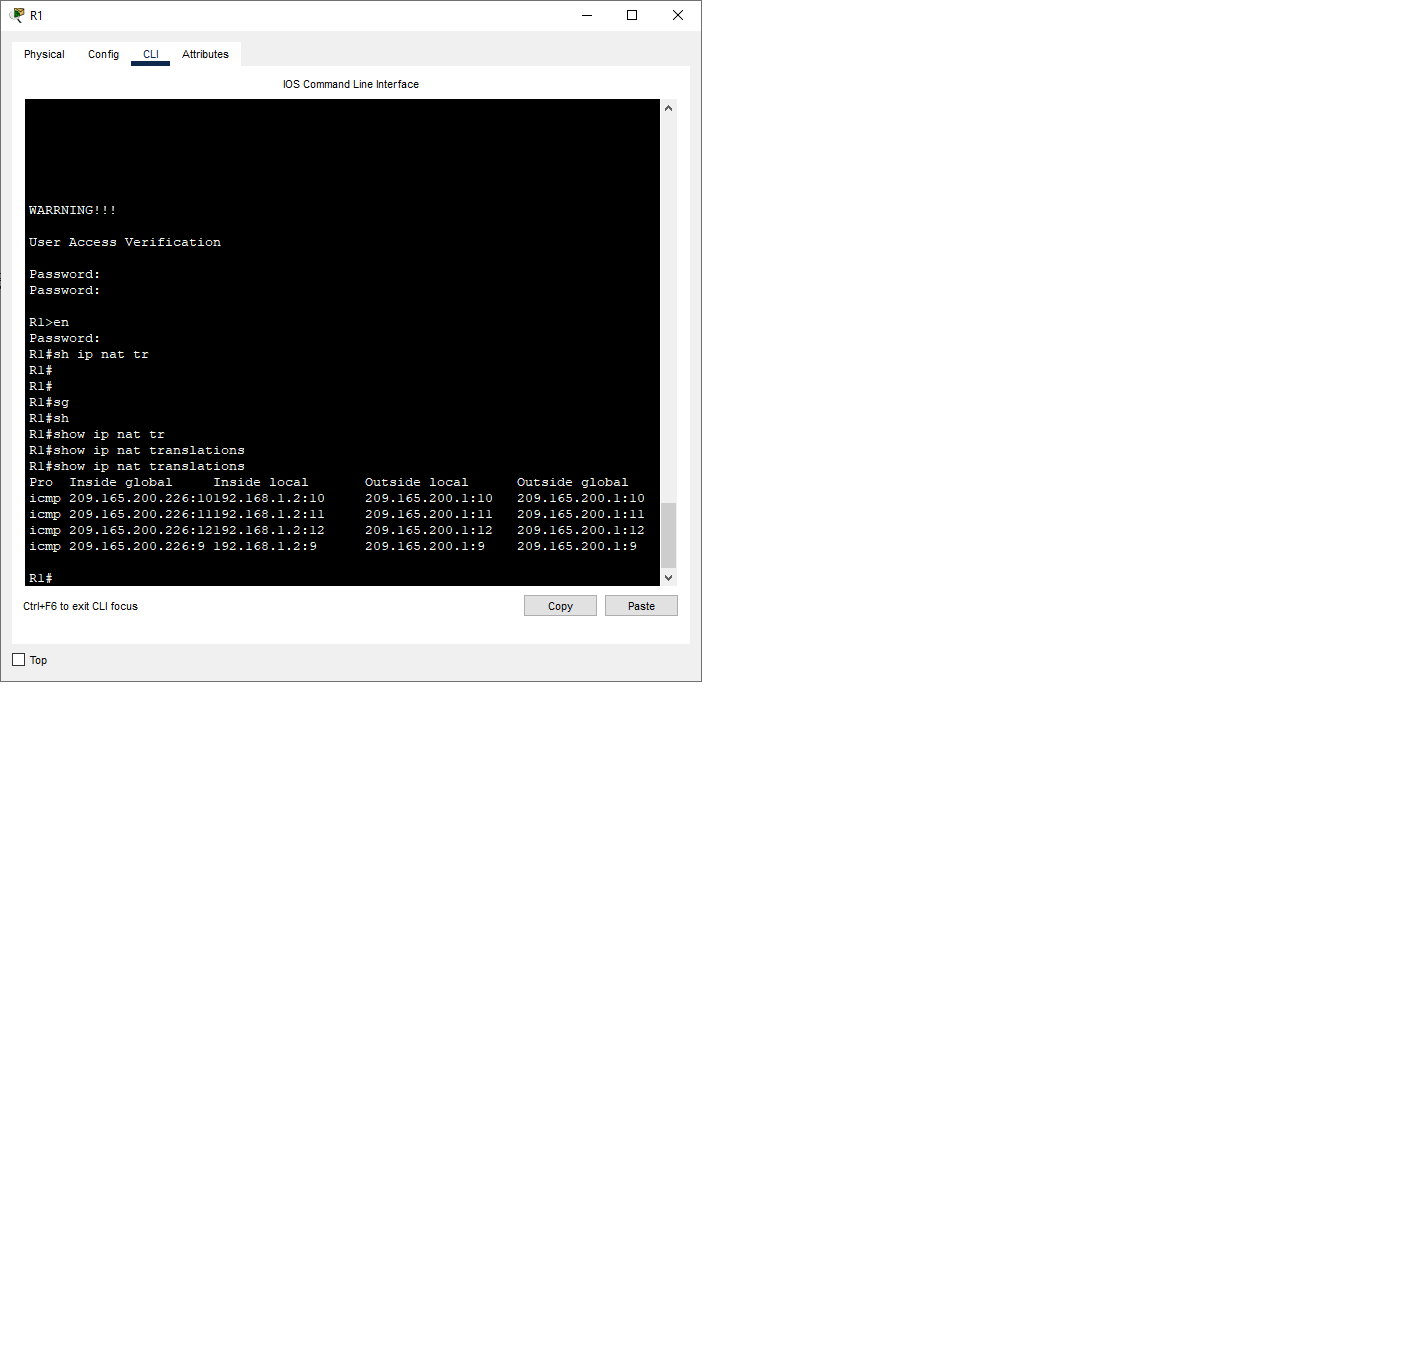 R1
Physical Config CLI Attributes
IOS Command Line Interface
WARRNING!!!
User Access Verification
Password:
Password:
R1>en
Password:
R1#sh ip nat tr
R1#
R1#
R1#sg
R1#sh
R1#show ip nat tr
R1#show ip nat translations
R1#show ip nat translations
Pro  Inside global     Inside local       Outside local      Outside global
icmp 209.165.200.226:10192.168.1.2:10     209.165.200.1:10   209.165.200.1:10
icmp 209.165.200.226:11192.168.1.2:11     209.165.200.1:11   209.165.200.1:11
icmp 209.165.200.226:12192.168.1.2:12     209.165.200.1:12   209.165.200.1:12
icmp 209.165.200.226:9 192.168.1.2:9      209.165.200.1:9    209.165.200.1:9
R1#
Ctrl+F6 to exit CLI focus
Copy Paste
Top